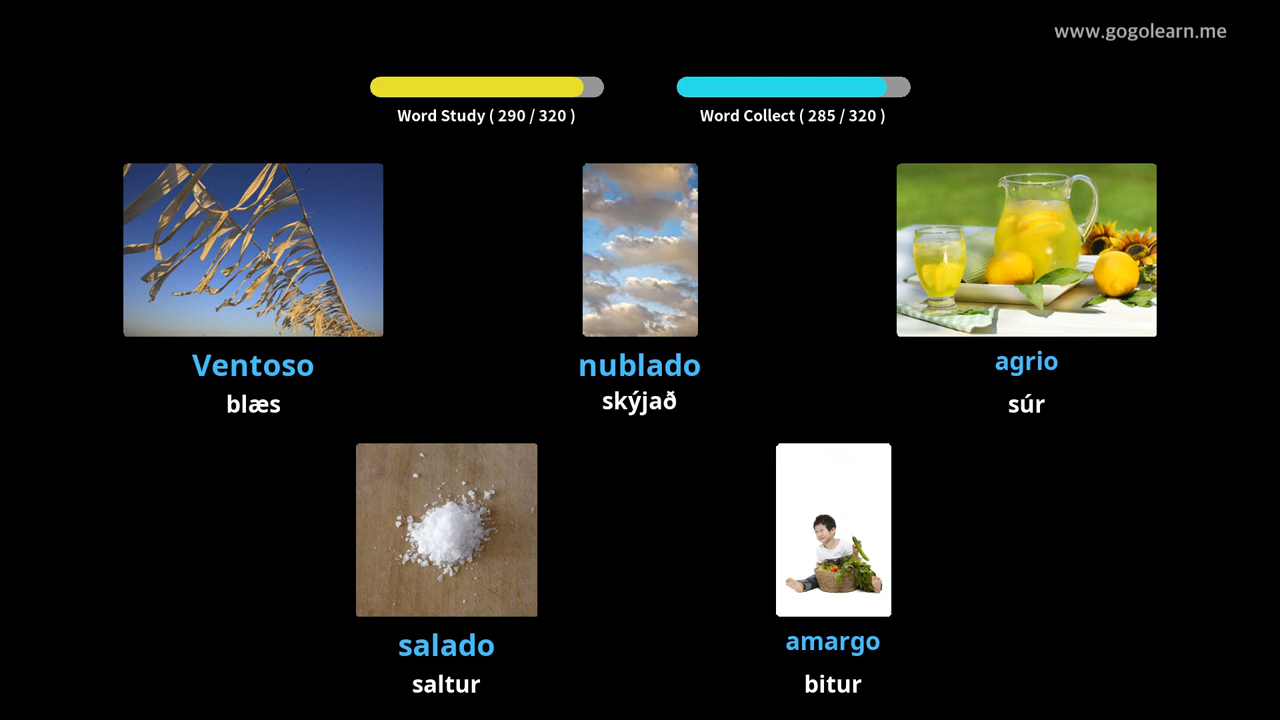 www.gogolearn.me
Word Study ( 290 / 320 )
Word Collect ( 285 / 320 )
Ventoso
blæs
nublado
skýjað
agrio
súr
salado
saltur
amargo
bitur